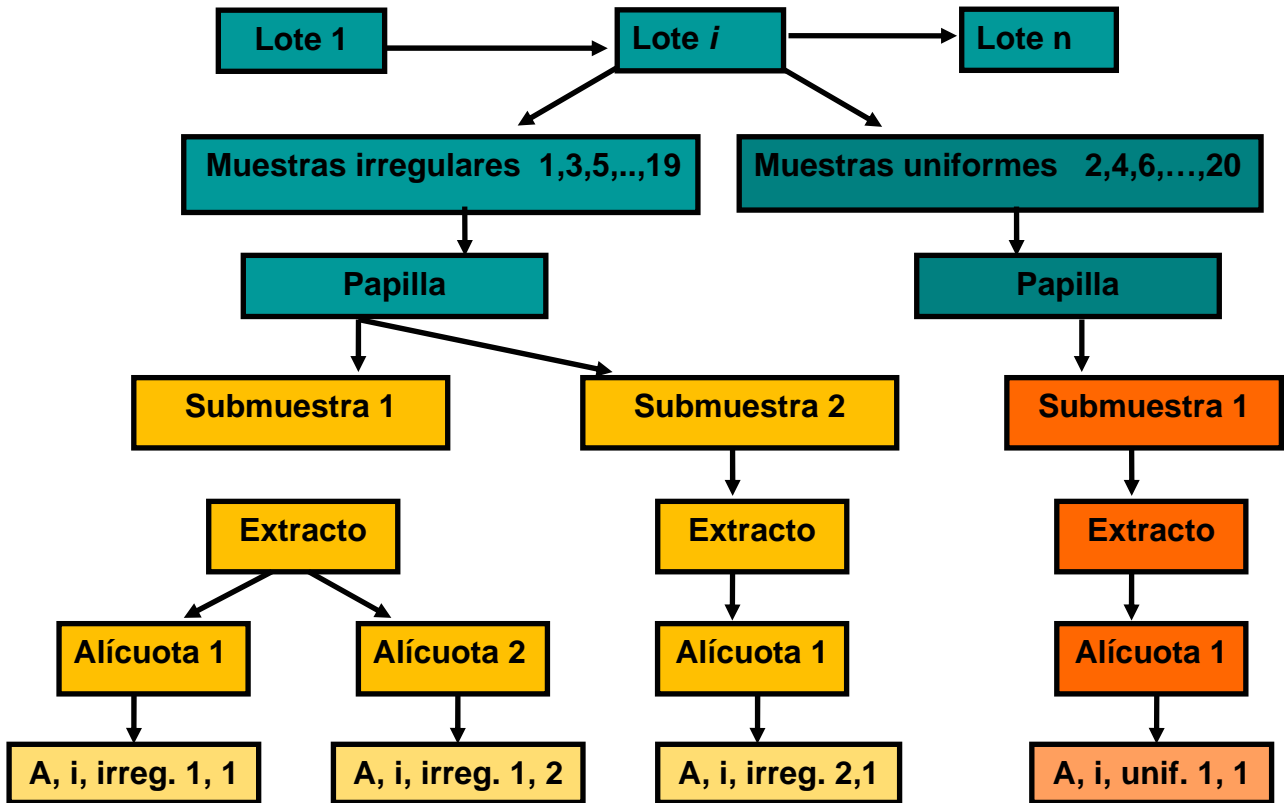 Lote 1
Lote i
Lote n
Muestras irregulares 1,3,5,..,19
Muestras uniformes 2,4,6,…,20
Papilla
Papilla
Submuestra 1
Submuestra 2
Submuestra 1
Extracto
Extracto
Extracto
Alícuota 1
Alícuota 2
Alícuota 1
Alícuota 1
A, i, irreg. 1, 1
A, i, irreg. 1, 2
A, i, irreg. 2,1
A, i, unif. 1, 1